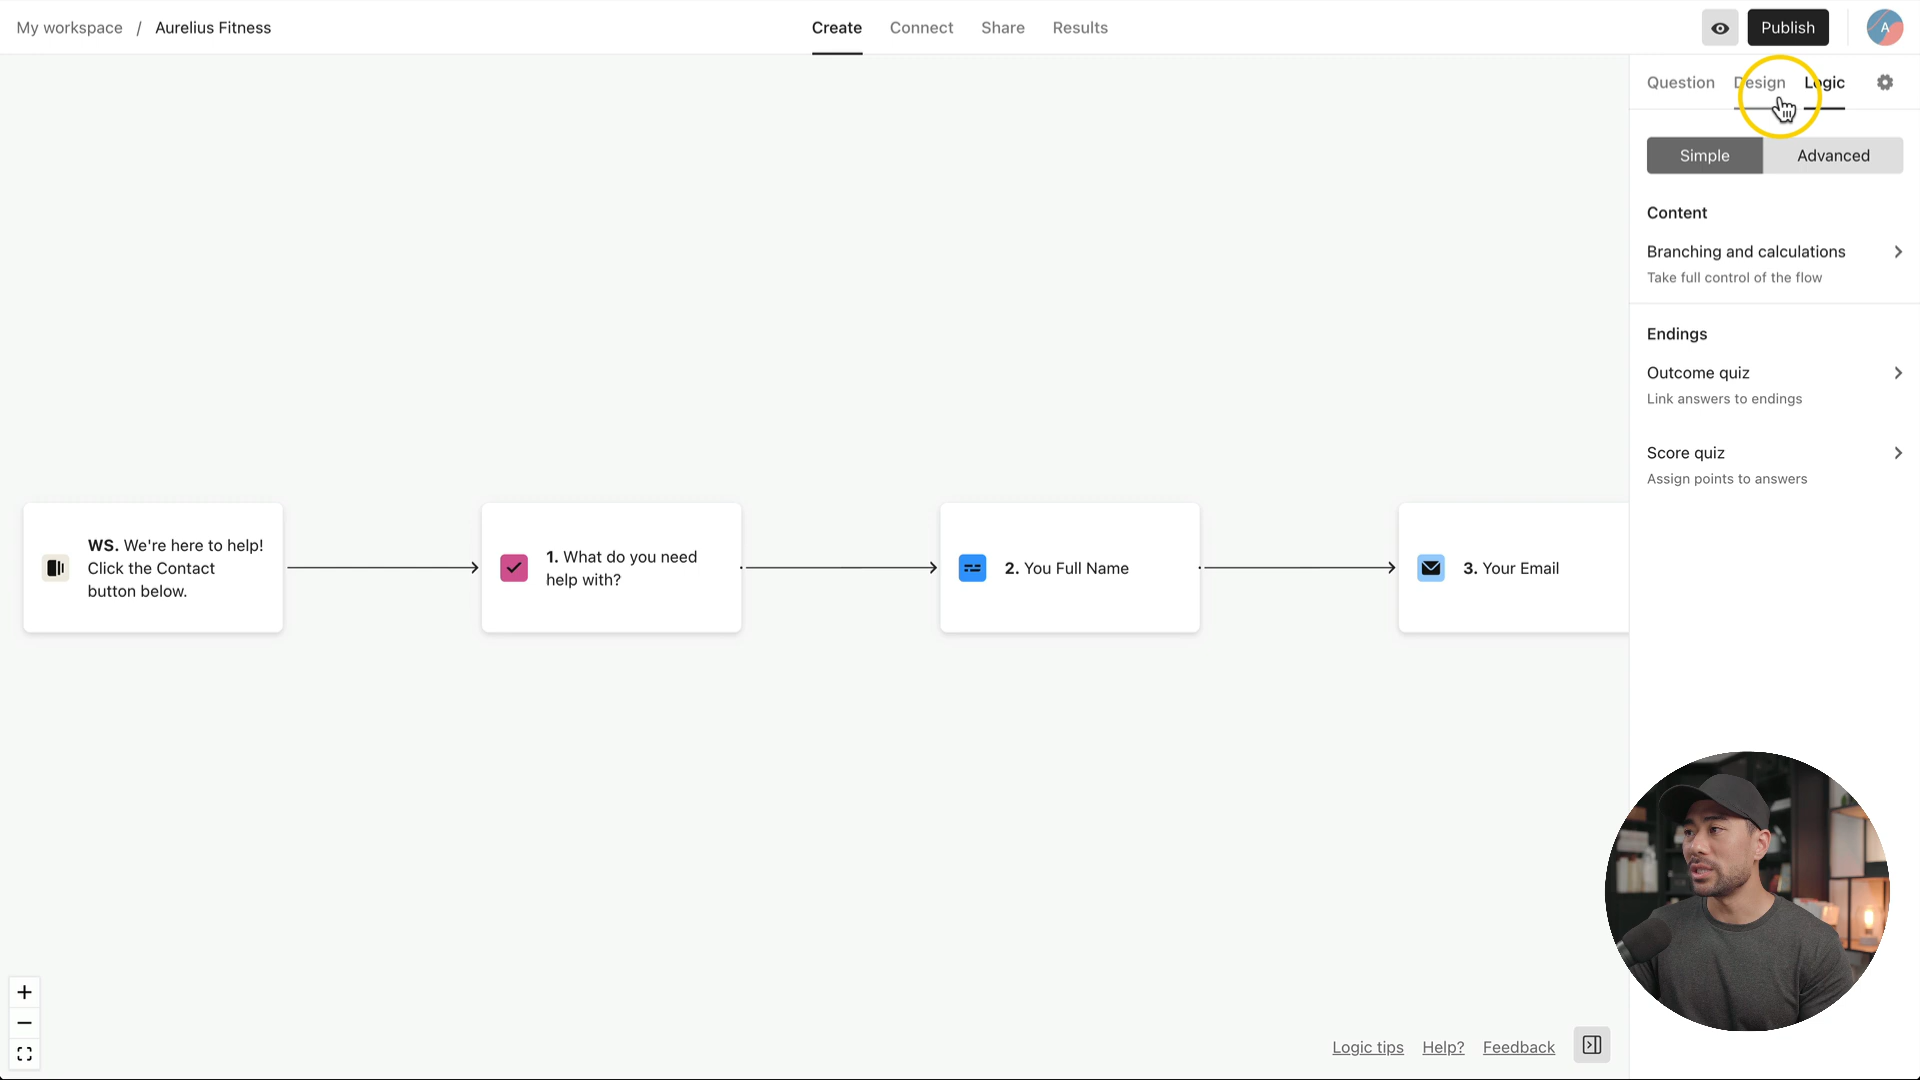 My workspace / Aurelius Fitness
Create Connect Share Results
Publish
A
Question Design Logic
Simple Advanced
Content
Branching and calculations
Take full control of the flow
Endings
Outcome quiz
Link answers to endings
Score quiz
Assign points to answers
WS. We're here to help!
Click the Contact
button below.
1. What do you need
help with?
2. You Full Name
3. Your Email
Logic tips Help? Feedback